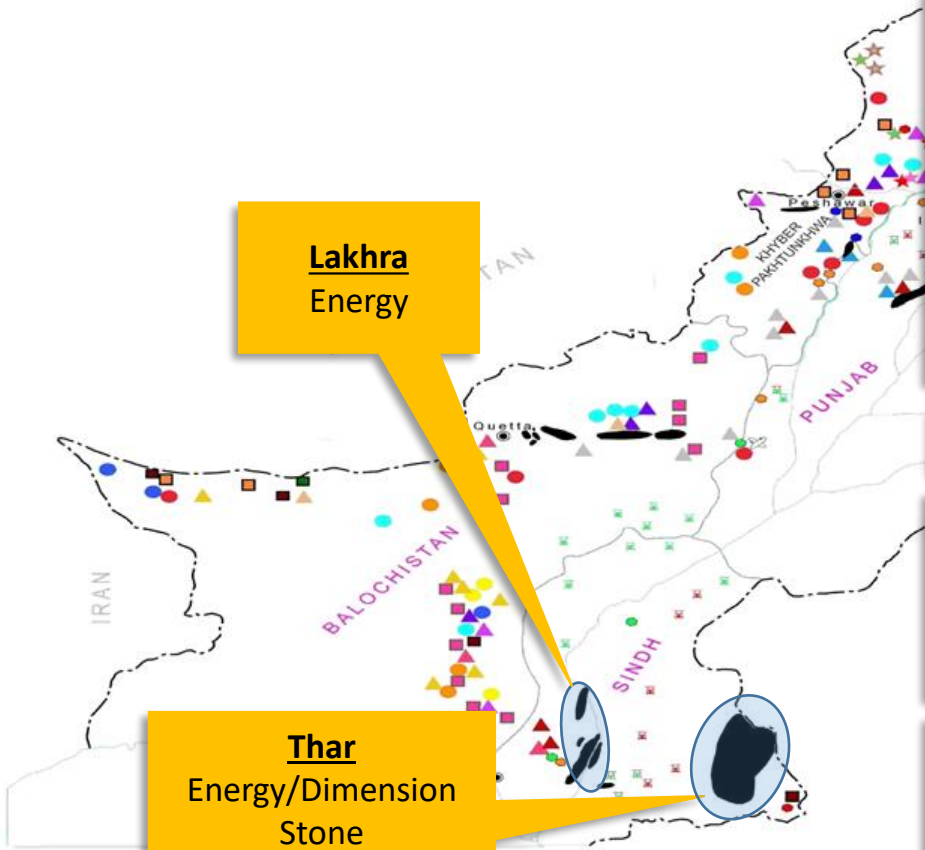 Lakhra
Energy
TAN
Peshawar
KHYBER
PAKHTUNKHWA
PUNJAB
Quetta
BALOCHISTAN
IRAN
SINDH
Thar
Energy/Dimension
Stone